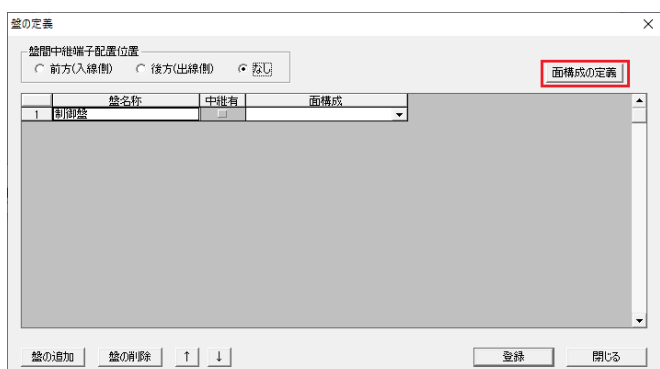 盤の定義
盤間中継端子配置位置
前方(入線側) 後方(出線側) なし
面構成の定義
盤名称 中継有 面構成
1 制御盤
盤の追加 盤の削除 ↑ ↓ 登録 閉じる